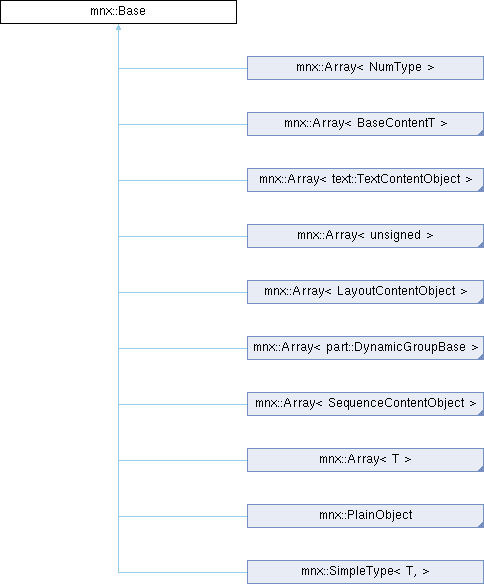 mnx::Base
mnx::Array< NumType >
mnx::Array< BaseContentT >
mnx::Array< text::TextContentObject >
mnx::Array< unsigned >
mnx::Array< LayoutContentObject >
mnx::Array< part::DynamicGroupBase >
mnx::Array< SequenceContentObject >
mnx::Array< T >
mnx::PlainObject
mnx::SimpleType< T, >